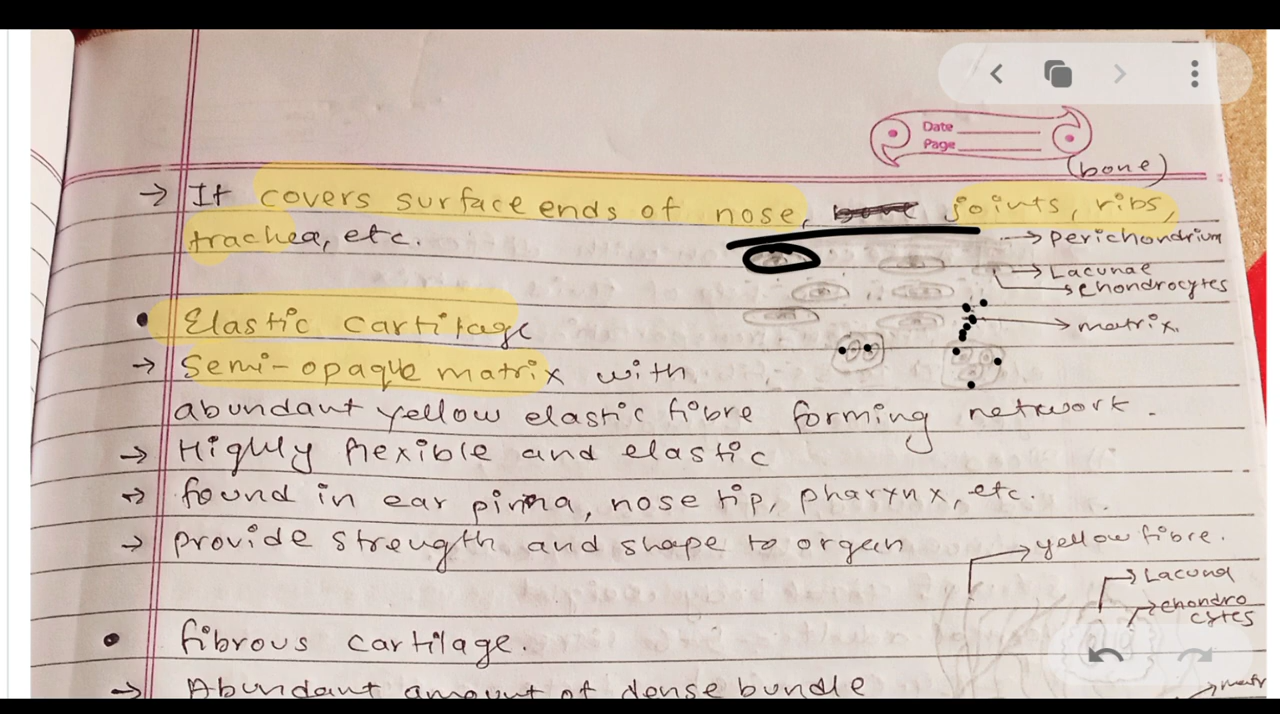 Date
Page
(bone)
→ It covers surface ends of nose, bone joints, ribs,
trachea, etc.
→ perichondrium
→ Lacunae
→ chondrocytes
→ matrix.
• Elastic cartilage
→ Semi-opaque matrix with
abundant yellow elastic fibre forming network.
→ Highly flexible and elastic
→ found in ear pinna, nose tip, pharynx, etc.
→ provide strength and shape to organ
→ yellow fibre.
→ Lacuna
→ chondro
cytes
• fibrous cartilage.
→ Abundant amount of dense bundle
→ matr